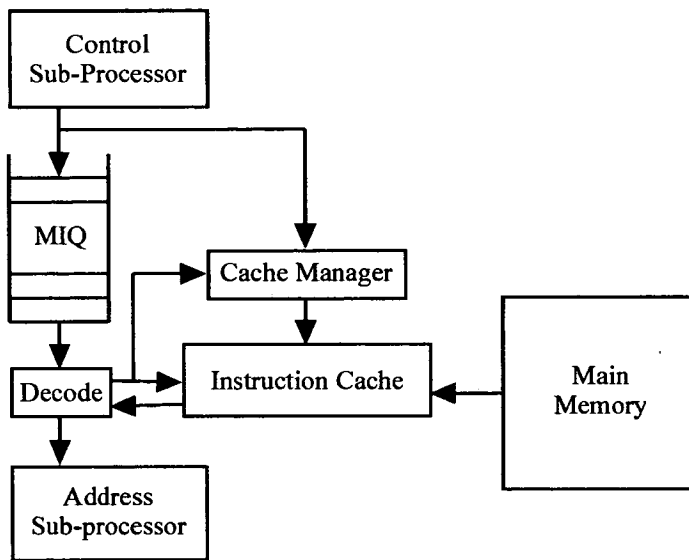 Control
Sub-Processor
MIQ
Cache Manager
Decode
Instruction Cache
Main
Memory
Address
Sub-processor